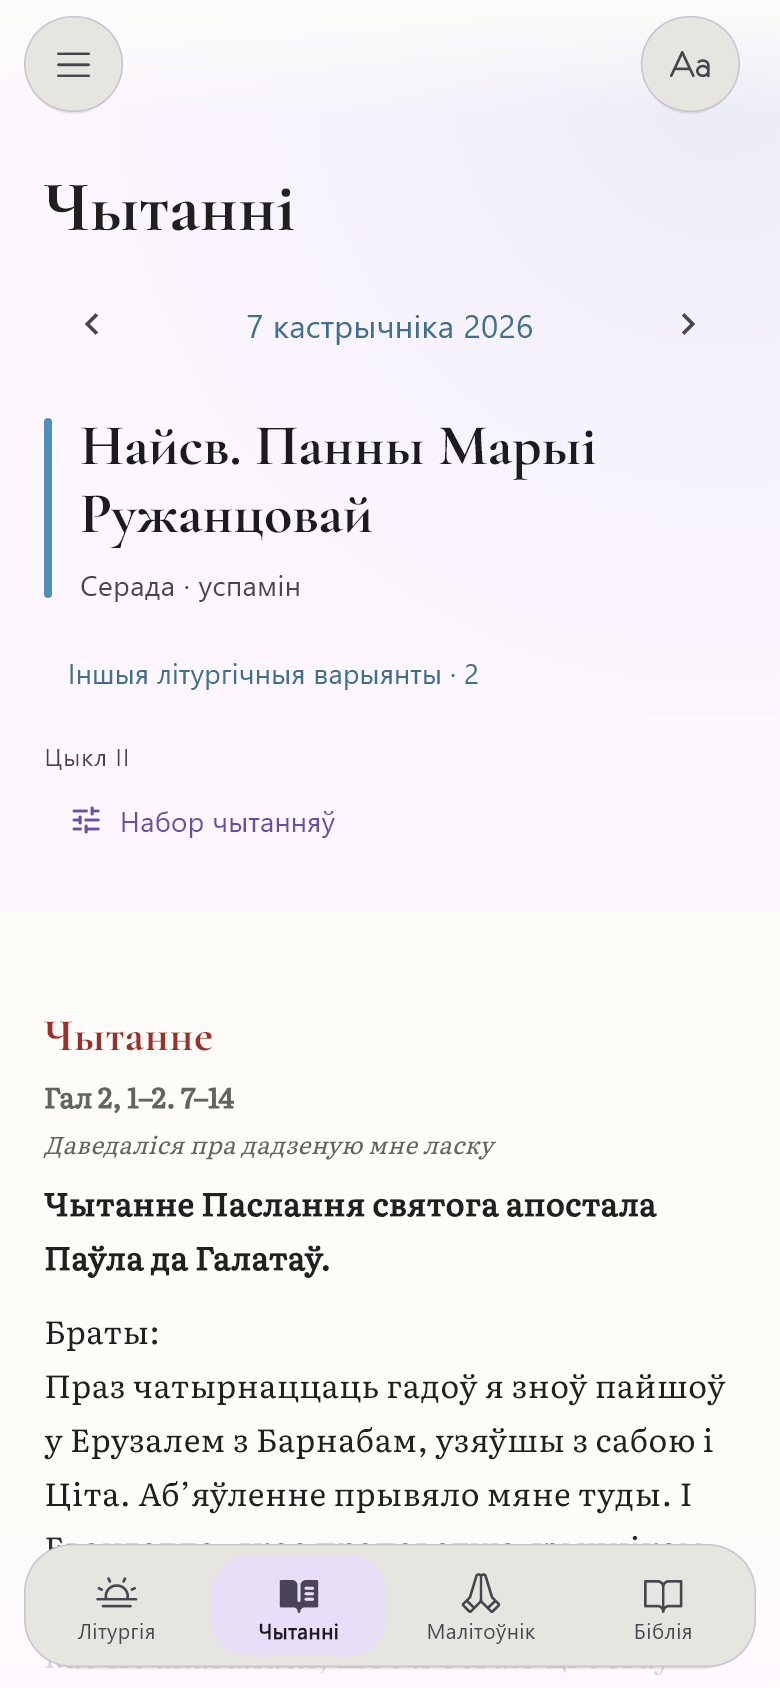 Aa
Чытанні
7 кастрычніка 2026
Найсв. Панны Марыі
Ружанцовай
Серада · успамін
Іншыя літургічныя варыянты · 2
Цыкл II
Набор чытанняў
Чытанне
Гал 2, 1–2. 7–14
Даведаліся пра дадзеную мне ласку
Чытанне Паслання святога апостала
Паўла да Галатаў.
Браты:
Праз чатырнаццаць гадоў я зноў пайшоў
у Ерузалем з Барнабам, узяўшы з сабою і
Ціта. Аб’яўленне прывяло мяне туды. І
Літургія
Чытанні
Малітоўнік
Біблія